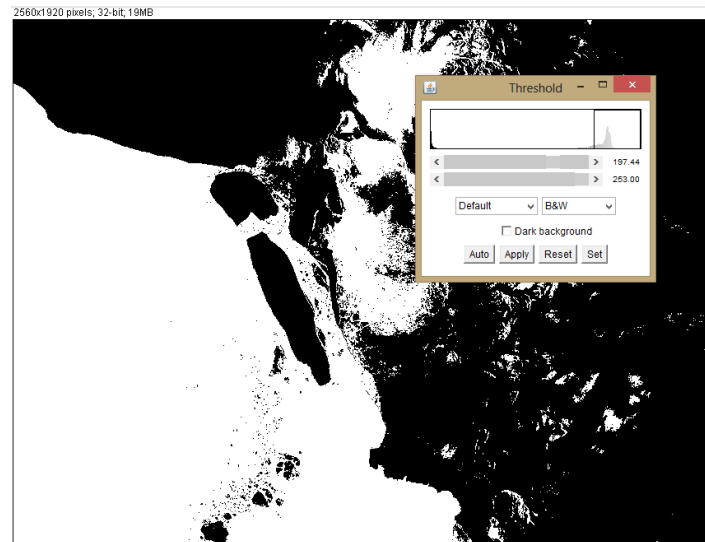 2560x1920 pixels; 32-bit; 19MB
Threshold
197.44
253.00
Default B&W
Dark background
Auto Apply Reset Set